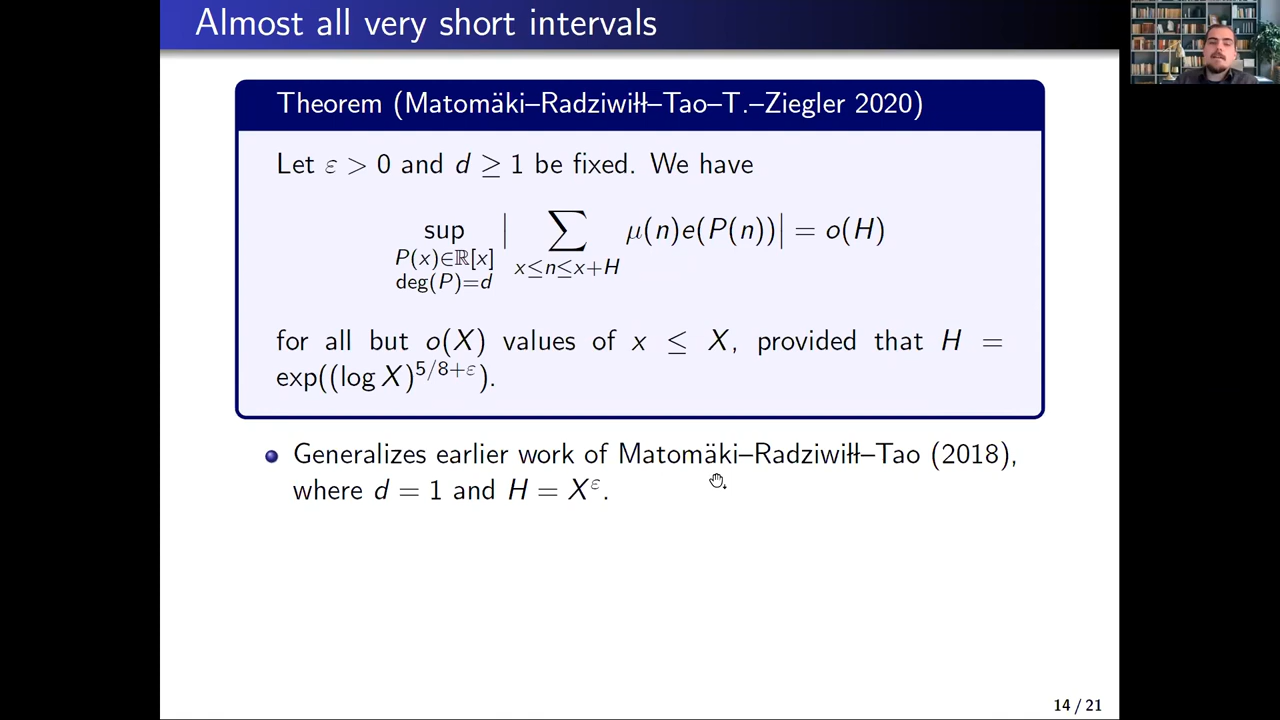 Almost all very short intervals
Theorem (Matomäki–Radziwiłł–Tao–T.–Ziegler 2020)
Let ε > 0 and d ≥ 1 be fixed. We have
sup | ∑ μ(n)e(P(n))| = o(H)
P(x)∈ℝ[x] x≤n≤x+H
deg(P)=d
for all but o(X) values of x ≤ X, provided that H =
exp((log X)^{5/8+ε}).
Generalizes earlier work of Matomäki–Radziwiłł–Tao (2018),
where d = 1 and H = X^ε.
14 / 21